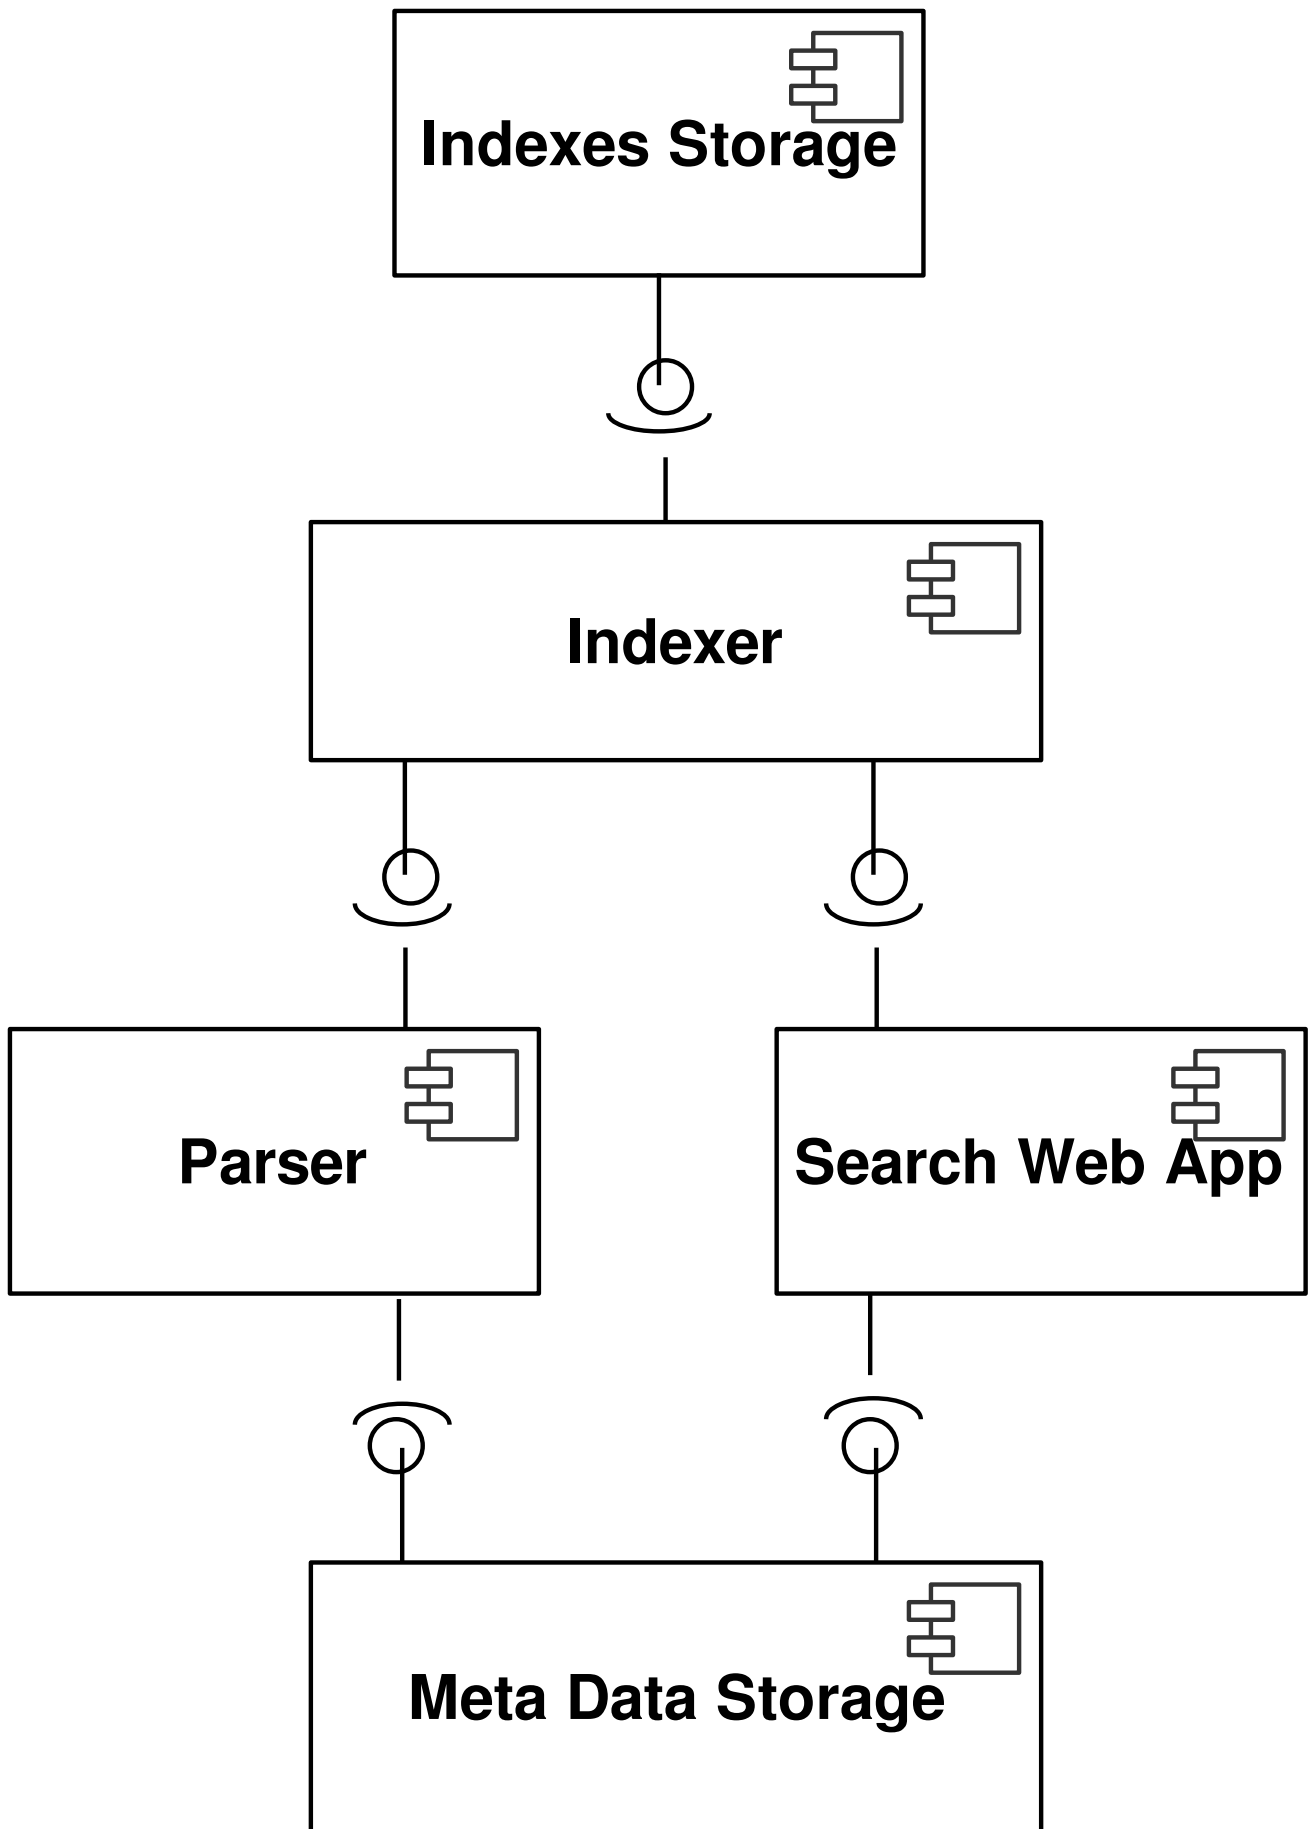 Indexes Storage
Indexer
Parser
Search Web App
Meta Data Storage